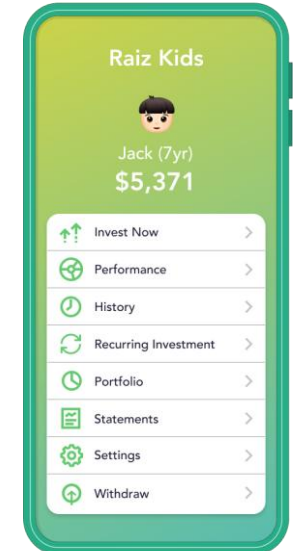 Raiz Kids
Jack (7yr)
$5,371
Invest Now
Performance
History
Recurring Investment
Portfolio
Statements
Settings
Withdraw